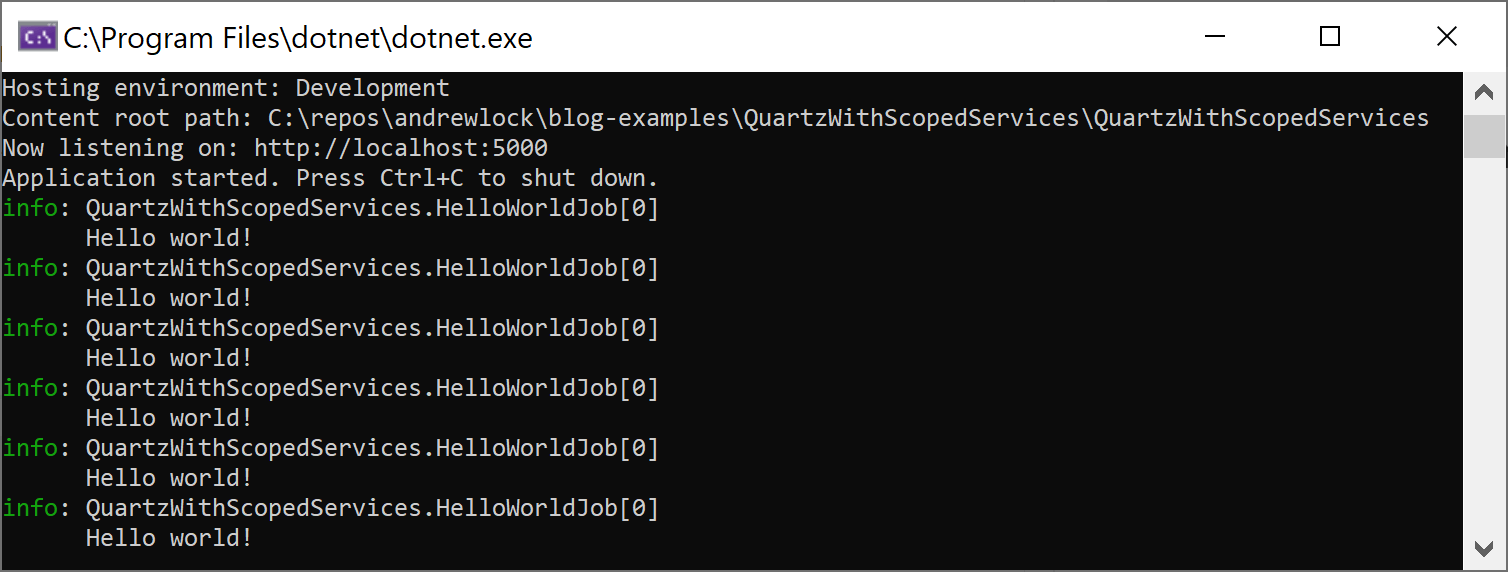 C:\Program Files\dotnet\dotnet.exe
Hosting environment: Development
Content root path: C:\repos\andrewlock\blog-examples\QuartzWithScopedServices\QuartzWithScopedServices
Now listening on: http://localhost:5000
Application started. Press Ctrl+C to shut down.
info: QuartzWithScopedServices.HelloWorldJob[0]
      Hello world!
info: QuartzWithScopedServices.HelloWorldJob[0]
      Hello world!
info: QuartzWithScopedServices.HelloWorldJob[0]
      Hello world!
info: QuartzWithScopedServices.HelloWorldJob[0]
      Hello world!
info: QuartzWithScopedServices.HelloWorldJob[0]
      Hello world!
info: QuartzWithScopedServices.HelloWorldJob[0]
      Hello world!